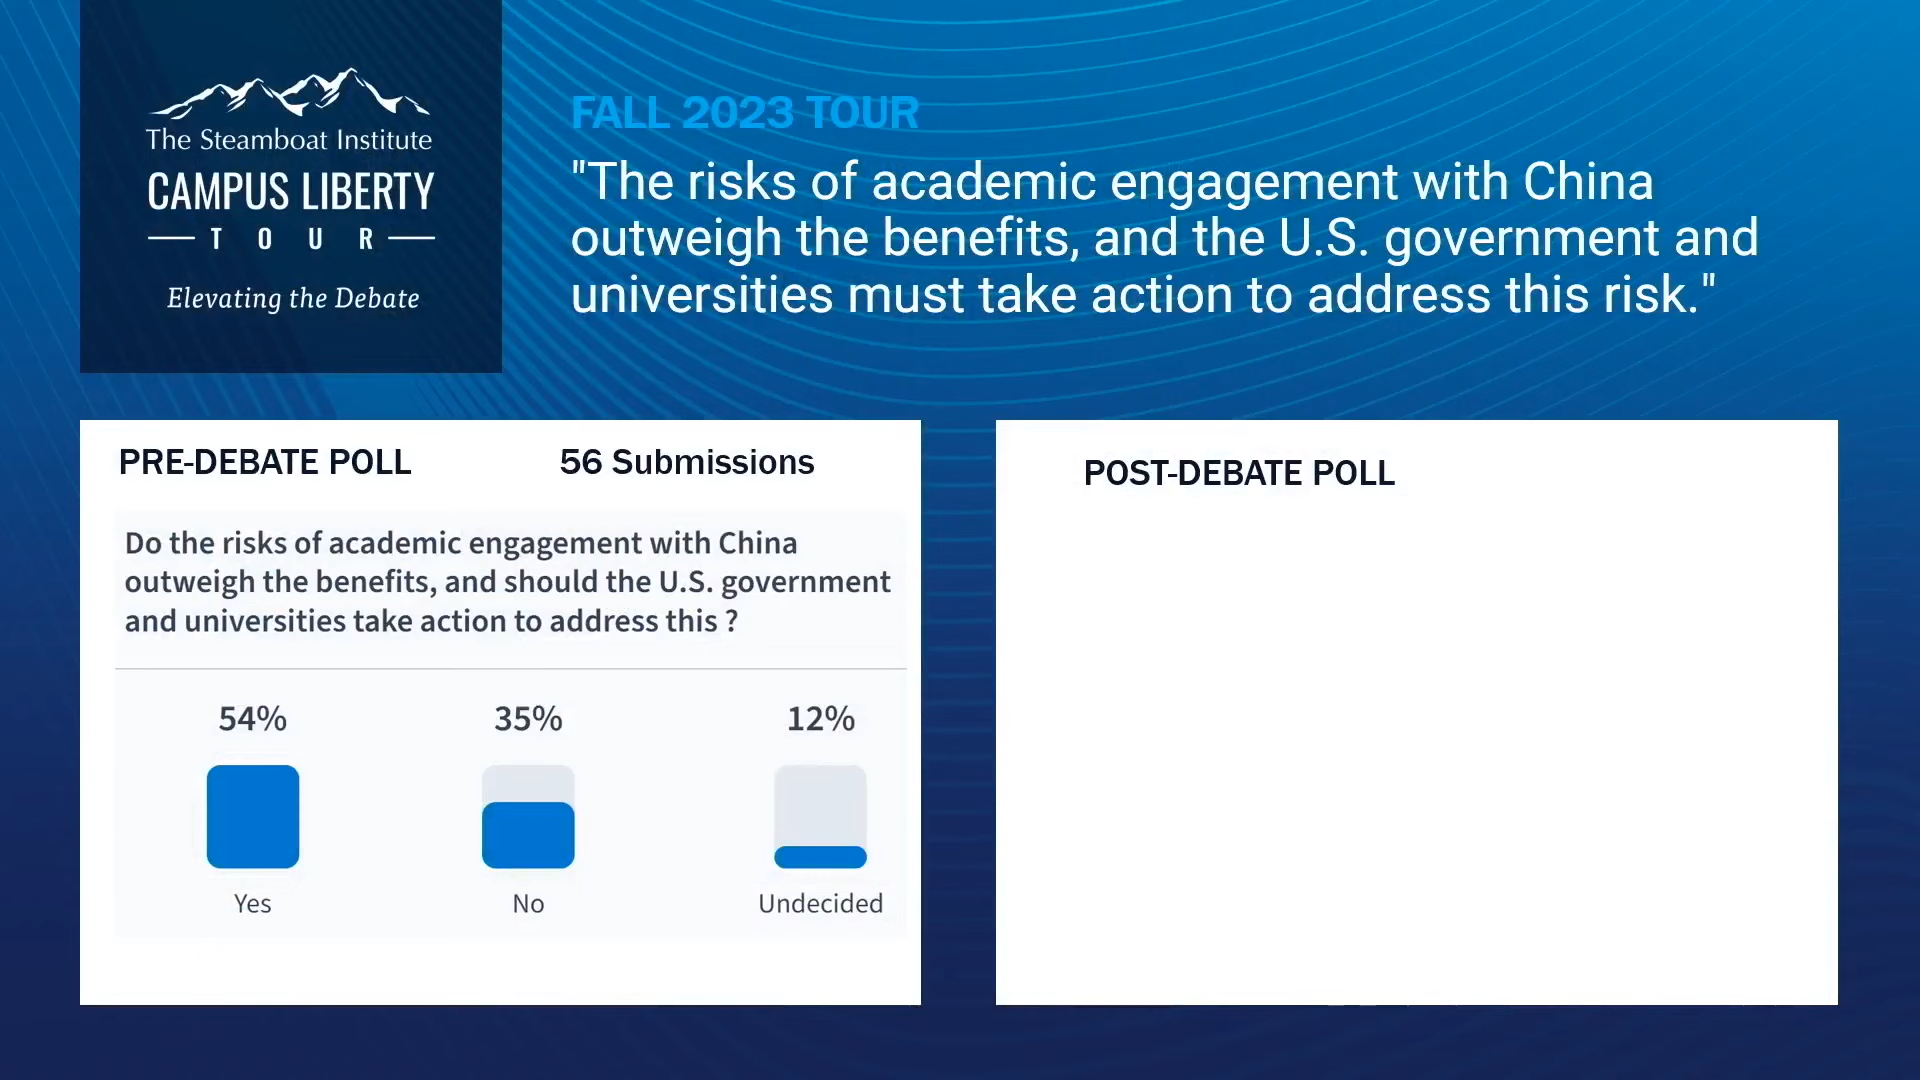 The Steamboat Institute
CAMPUS LIBERTY
TOUR
Elevating the Debate
FALL 2023 TOUR
"The risks of academic engagement with China
outweigh the benefits, and the U.S. government and
universities must take action to address this risk."
PRE-DEBATE POLL 56 Submissions
Do the risks of academic engagement with China
outweigh the benefits, and should the U.S. government
and universities take action to address this ?
54% 35% 12%
Yes No Undecided
POST-DEBATE POLL